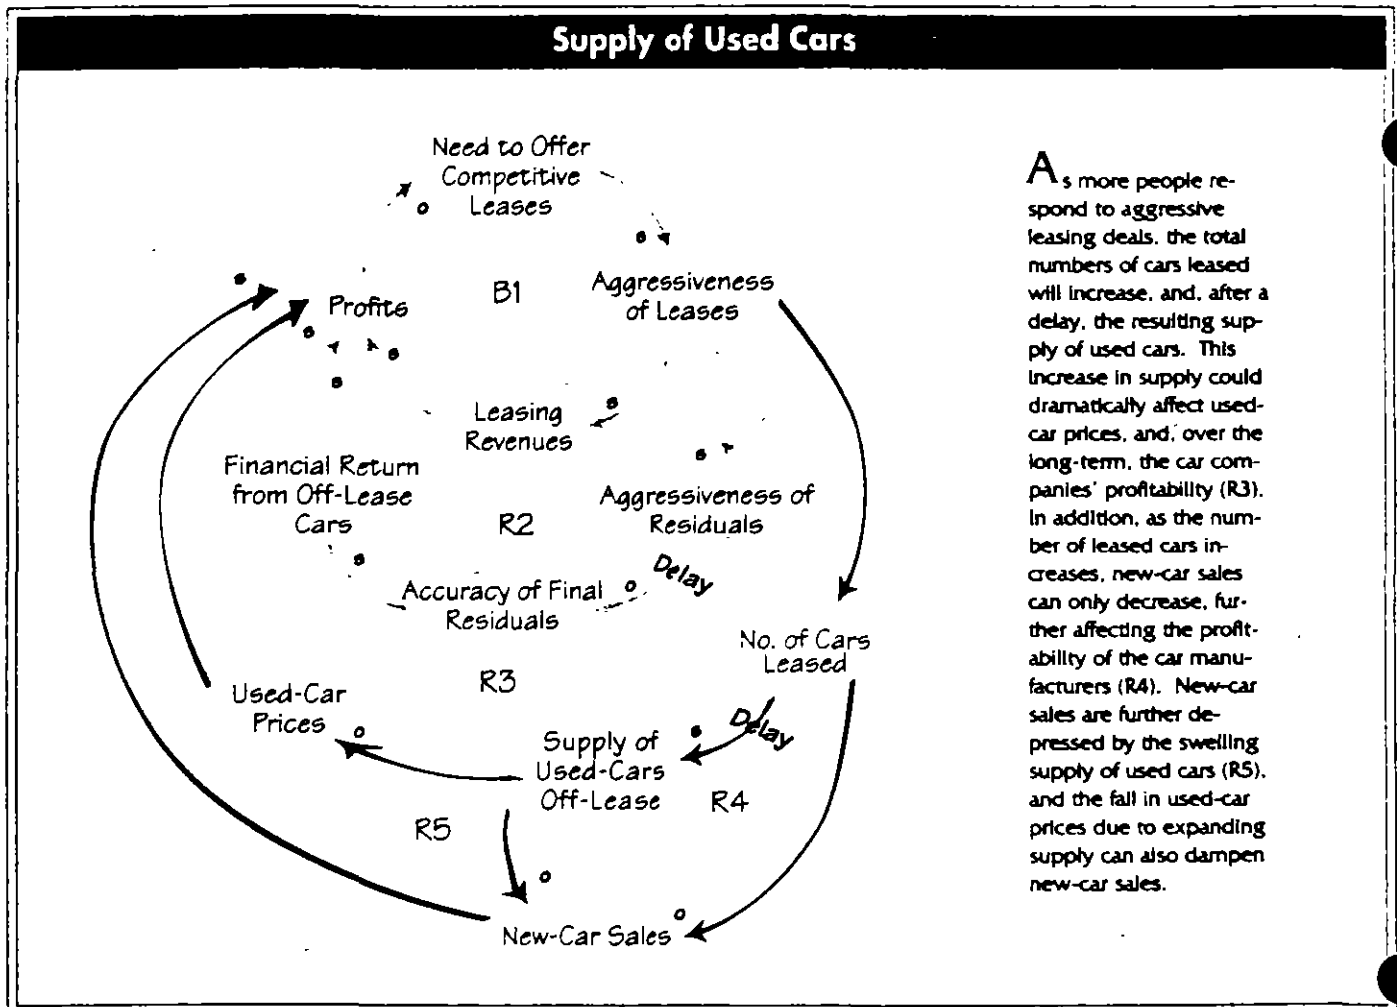 Supply of Used Cars
Need to Offer
Competitive
Leases
o
s
Aggressiveness
of Leases
B1
s
Profits
s
s
s
Leasing
Revenues
s
Financial Return
from Off-Lease
Cars
s
Aggressiveness of
Residuals
R2
s
Accuracy of Final
Residuals
o
Delay
No. of Cars
Leased
R3
Used-Car
Prices
o
Supply of
Used-Cars
Off-Lease
s
Delay
R4
R5
o
New-Car Sales
o
As more people re-
spond to aggressive
leasing deals, the total
numbers of cars leased
will increase, and, after a
delay, the resulting sup-
ply of used cars. This
increase in supply could
dramatically affect used-
car prices, and, over the
long-term, the car com-
panies' profitability (R3).
In addition, as the num-
ber of leased cars in-
creases, new-car sales
can only decrease, fur-
ther affecting the profit-
ability of the car manu-
facturers (R4). New-car
sales are further de-
pressed by the swelling
supply of used cars (R5),
and the fall in used-car
prices due to expanding
supply can also dampen
new-car sales.